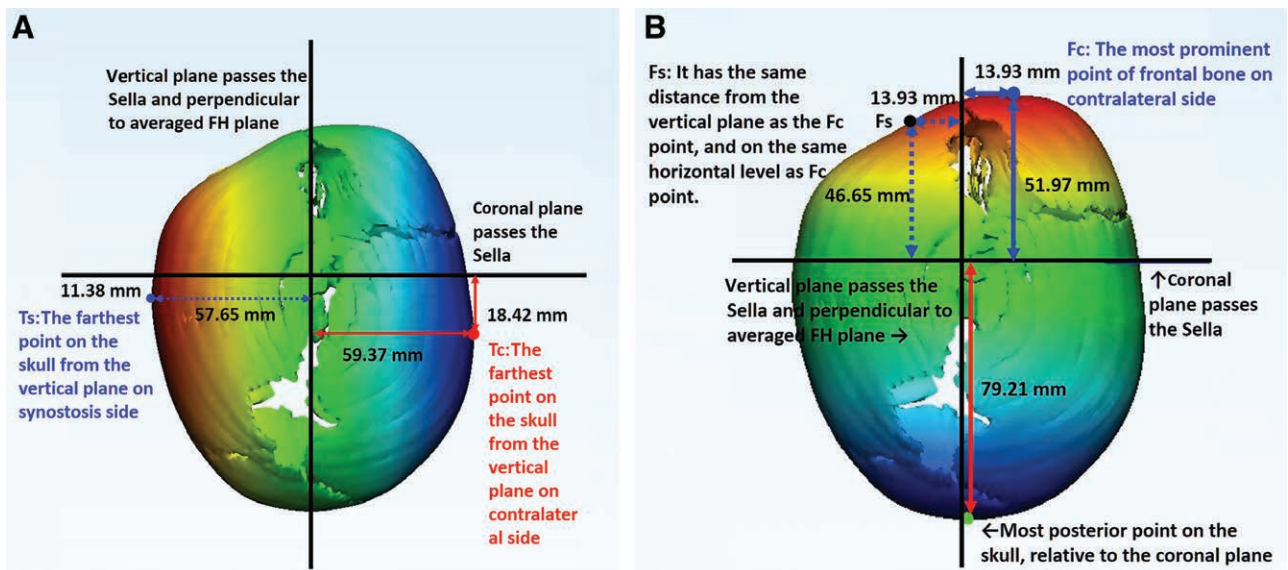 A
Vertical plane passes the
Sella and perpendicular
to averaged FH plane
Coronal plane
passes the
Sella
11.38 mm
57.65 mm
18.42 mm
59.37 mm
Ts:The farthest
point on the
skull from the
vertical plane on
synostosis side
Tc:The
farthest
point on
the skull
from the
vertical
plane on
contralater
al side
B
Fs: It has the same
distance from the
vertical plane as the Fc
point, and on the same
horizontal level as Fc
point.
13.93 mm
Fs
13.93 mm
Fc: The most prominent
point of frontal bone on
contralateral side
46.65 mm
51.97 mm
Vertical plane passes the
Sella and perpendicular to
averaged FH plane →
↑Coronal
plane passes
the Sella
79.21 mm
←Most posterior point on the
skull, relative to the coronal plane